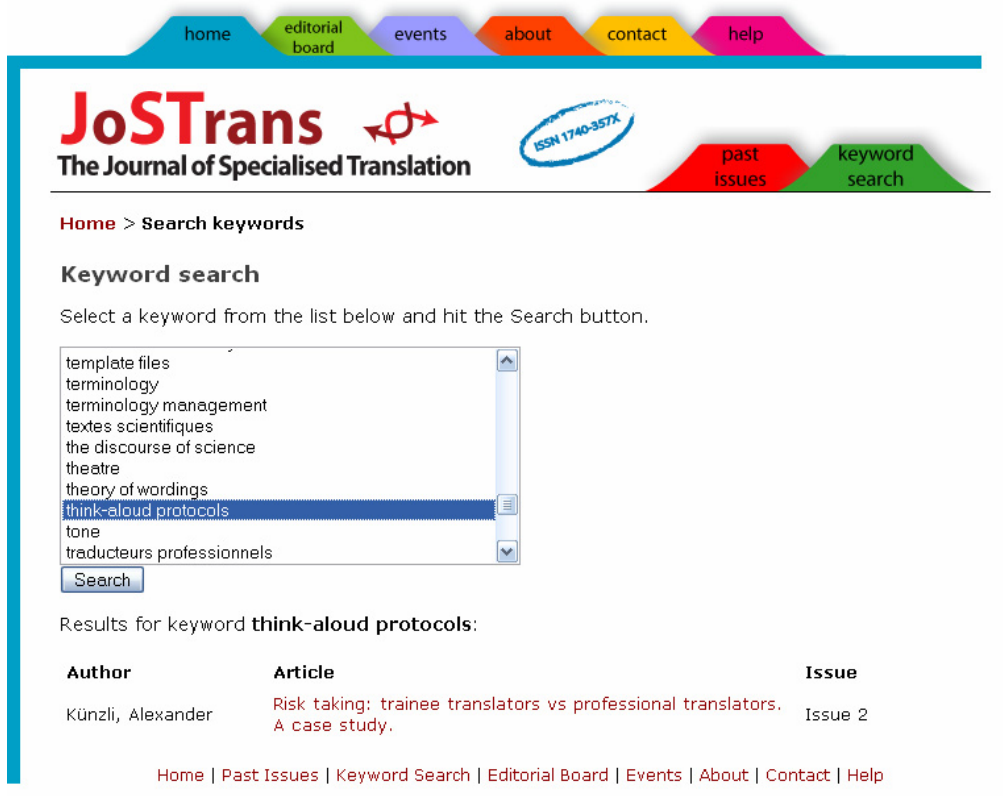 home
editorial
board
events
about
contact
help
JoSTrans
The Journal of Specialised Translation
ISSN 1740-357X
past
issues
keyword
search
Home > Search keywords
Keyword search
Select a keyword from the list below and hit the Search button.
template files
terminology
terminology management
textes scientifiques
the discourse of science
theatre
theory of wordings
think-aloud protocols
tone
traducteurs professionnels
Search
Results for keyword think-aloud protocols:
Author Article Issue
Künzli, Alexander Risk taking: trainee translators vs professional translators. Issue 2
A case study.
Home | Past Issues | Keyword Search | Editorial Board | Events | About | Contact | Help